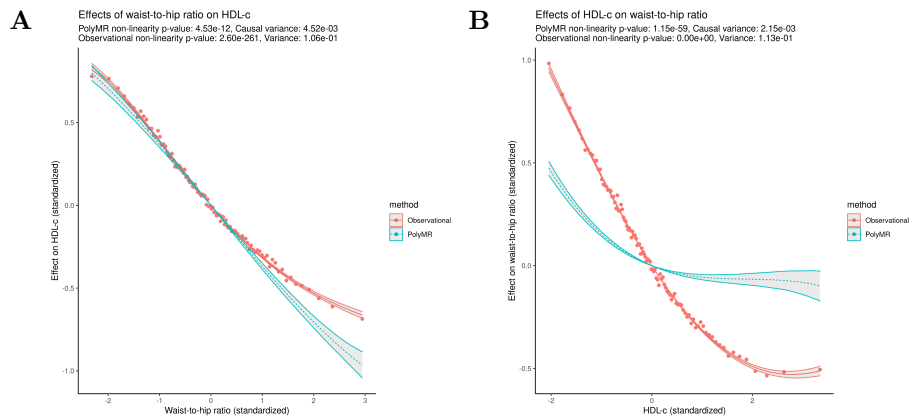 A
Effects of waist-to-hip ratio on HDL-c
PolyMR non-linearity p-value: 4.53e-12, Causal variance: 4.52e-03
Observational non-linearity p-value: 2.60e-261, Variance: 1.06e-01
Effect on HDL-c (standardized)
0.5
0.0
-0.5
-1.0
-2
-1
0
1
2
3
Waist-to-hip ratio (standardized)
method
Observational
PolyMR
B
Effects of HDL-c on waist-to-hip ratio
PolyMR non-linearity p-value: 1.15e-59, Causal variance: 2.15e-03
Observational non-linearity p-value: 0.00e+00, Variance: 1.13e-01
Effect on waist-to-hip ratio (standardized)
1.0
0.5
0.0
-0.5
-2
0
2
HDL-c (standardized)
method
Observational
PolyMR